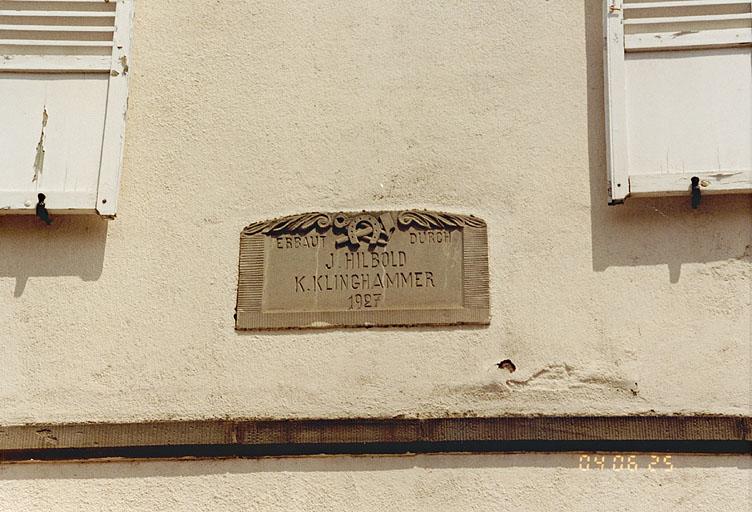 ERBAUT DURCH
J. HILBOLD
K. KLINGHAMMER
1927
04 06 25